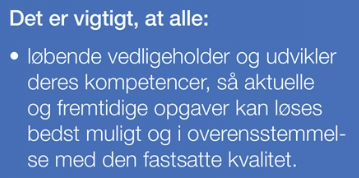 Det er vigtigt, at alle:
• løbende vedligeholder og udvikler
deres kompetencer, så aktuelle
og fremtidige opgaver kan løses
bedst muligt og i overensstemmel-
se med den fastsatte kvalitet.